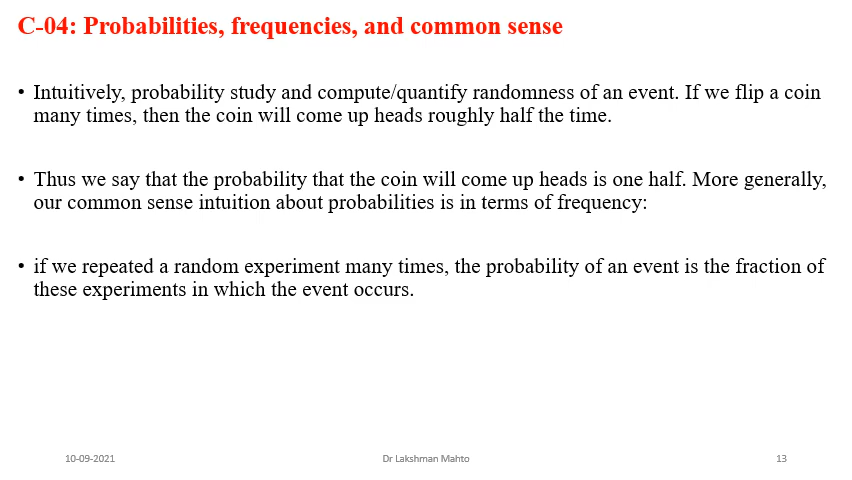 C-04: Probabilities, frequencies, and common sense
• Intuitively, probability study and compute/quantify randomness of an event. If we flip a coin
many times, then the coin will come up heads roughly half the time.
• Thus we say that the probability that the coin will come up heads is one half. More generally,
our common sense intuition about probabilities is in terms of frequency:
• if we repeated a random experiment many times, the probability of an event is the fraction of
these experiments in which the event occurs.
10-09-2021
Dr Lakshman Mahto
13